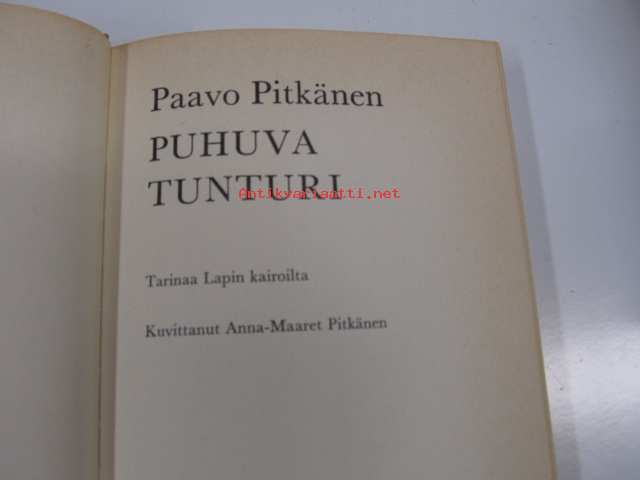 Paavo Pitkänen
PUHUVA
TUNTURI
Antikvariaatti.net
Tarinaa Lapin kairoilta
Kuvittanut Anna-Maaret Pitkänen